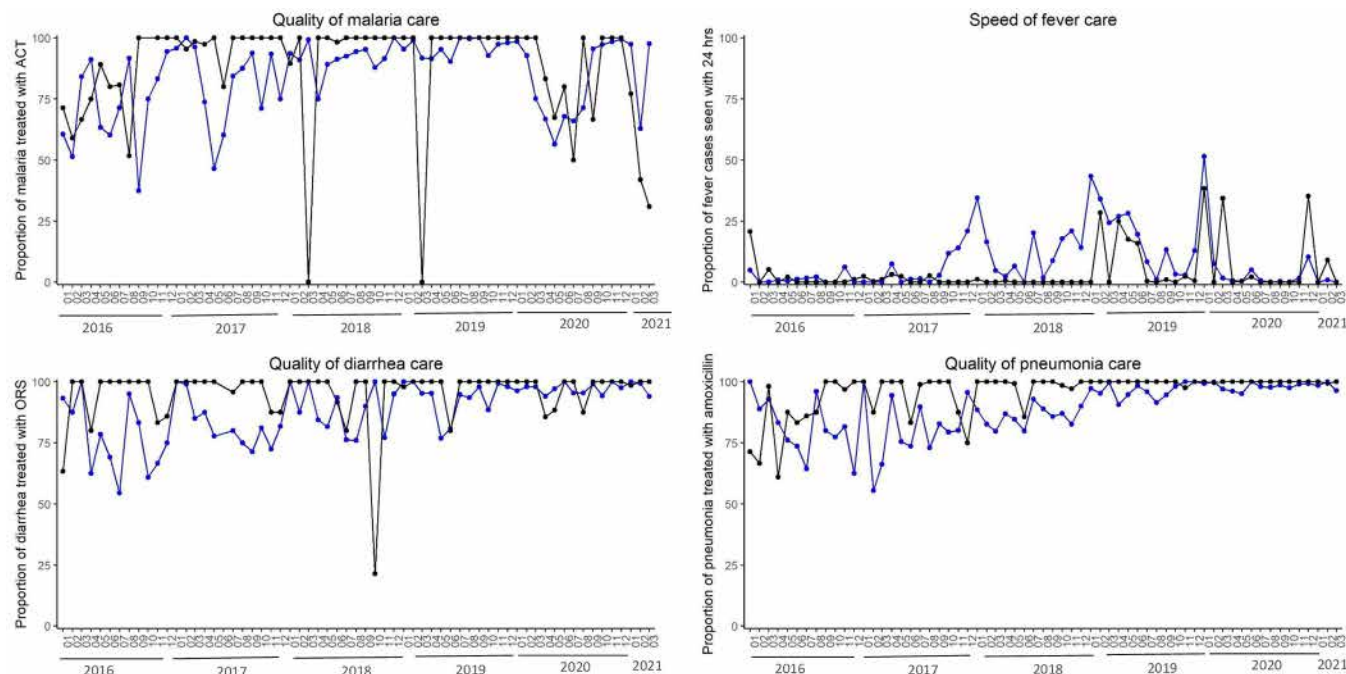 Quality of malaria care
Proportion of malaria treated with ACT
100
75
50
25
0
01 02 03 04 05 06 07 08 09 10 11 12 01 02 03 04 05 06 07 08 09 10 11 12 01 02 03 04 05 06 07 08 09 10 11 12 01 02 03 04 05 06 07 08 09 10 11 12 01 02 03 04 05 06 07 08 09 10 11 12 01 02 03
2016 2017 2018 2019 2020 2021
Speed of fever care
Proportion of fever cases seen with 24 hrs
100
75
50
25
0
01 02 03 04 05 06 07 08 09 10 11 12 01 02 03 04 05 06 07 08 09 10 11 12 01 02 03 04 05 06 07 08 09 10 11 12 01 02 03 04 05 06 07 08 09 10 11 12 01 02 03 04 05 06 07 08 09 10 11 12 01 02 03
2016 2017 2018 2019 2020 2021
Quality of diarrhea care
Proportion of diarrhea treated with ORS
100
75
50
25
0
01 02 03 04 05 06 07 08 09 10 11 12 01 02 03 04 05 06 07 08 09 10 11 12 01 02 03 04 05 06 07 08 09 10 11 12 01 02 03 04 05 06 07 08 09 10 11 12 01 02 03 04 05 06 07 08 09 10 11 12 01 02 03
2016 2017 2018 2019 2020 2021
Quality of pneumonia care
Proportion of pneumonia treated with amoxicillin
100
75
50
25
0
01 02 03 04 05 06 07 08 09 10 11 12 01 02 03 04 05 06 07 08 09 10 11 12 01 02 03 04 05 06 07 08 09 10 11 12 01 02 03 04 05 06 07 08 09 10 11 12 01 02 03 04 05 06 07 08 09 10 11 12 01 02 03
2016 2017 2018 2019 2020 2021